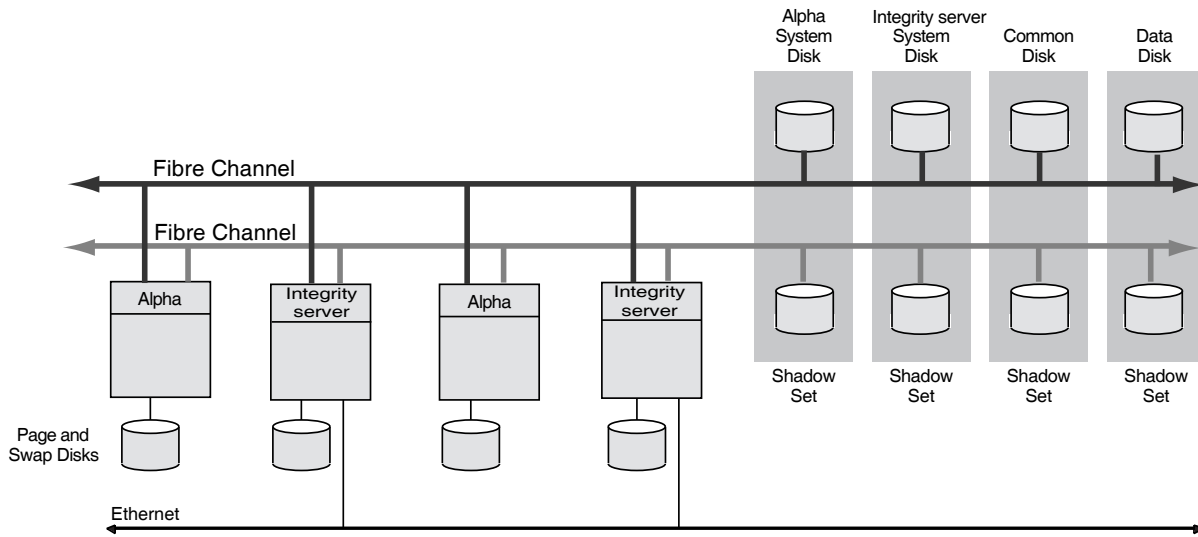 Alpha
System
Disk
Integrity server
System
Disk
Common
Disk
Data
Disk
Fibre Channel
Fibre Channel
Alpha
Integrity
server
Alpha
Integrity
server
Shadow
Set
Shadow
Set
Shadow
Set
Shadow
Set
Page and
Swap Disks
Ethernet